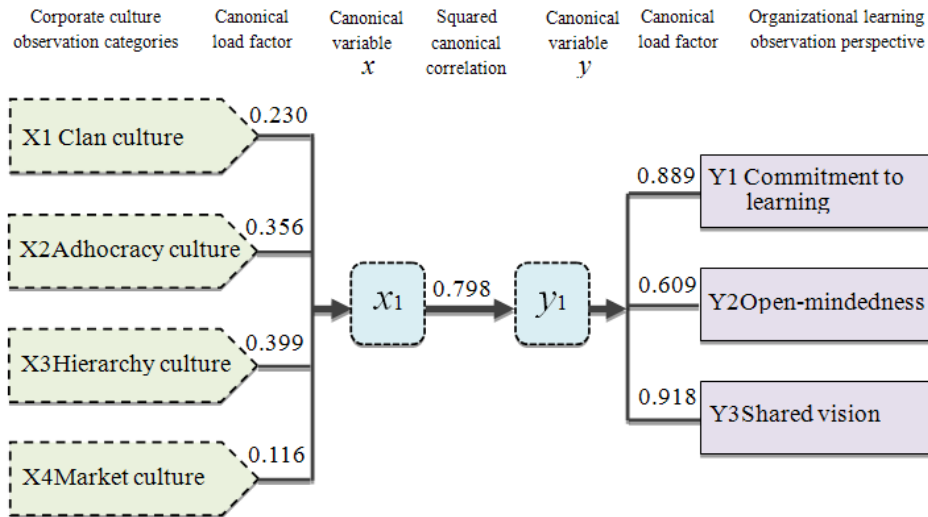 Corporate culture
observation categories
Canonical
load factor
Canonical
variable
x
Squared
canonical
correlation
Canonical
variable
y
Canonical
load factor
Organizational learning
observation perspective
X1 Clan culture
0.230
X2Adhocracy culture
0.356
X3Hierarchy culture
0.399
X4Market culture
0.116
x1
0.798
y1
0.889
Y1 Commitment to
learning
0.609
Y2Open-mindedness
0.918
Y3Shared vision